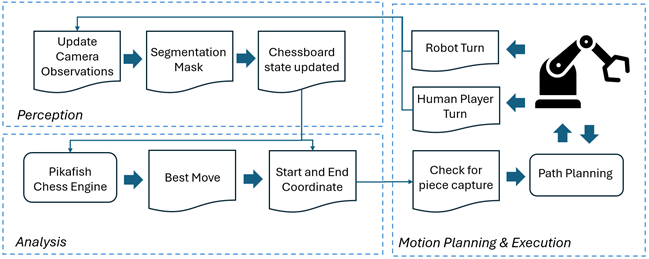 Update
Camera
Observations
Segmentation
Mask
Chessboard
state updated
Perception
Robot Turn
Human Player
Turn
Pikafish
Chess Engine
Best Move
Start and End
Coordinate
Analysis
Check for
piece capture
Path Planning
Motion Planning & Execution